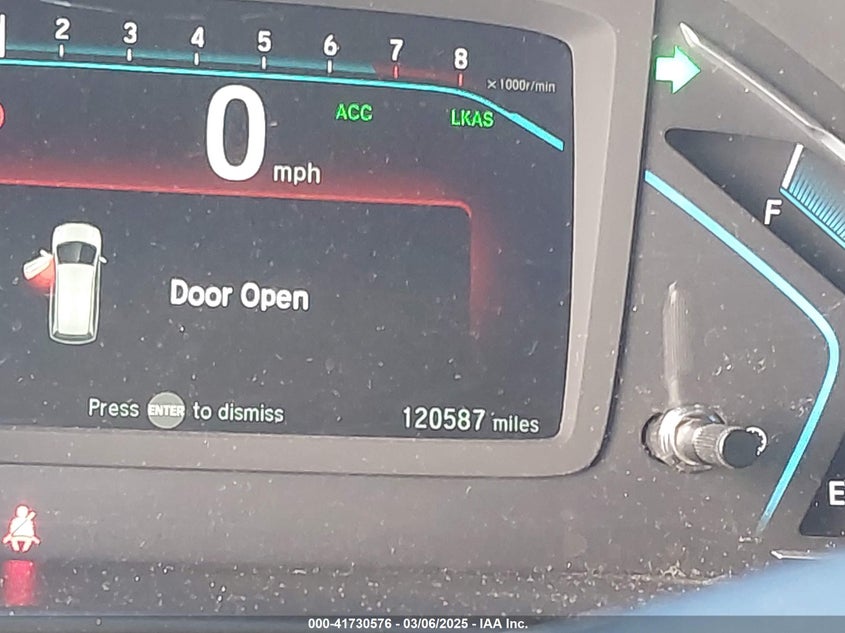 2 3 4 5 6 7 8
×1000r/min
0 mph
ACC
LKAS
F
Door Open
Press ENTER to dismiss
120587 miles
E
000-41730576 - 03/06/2025 - IAA Inc.